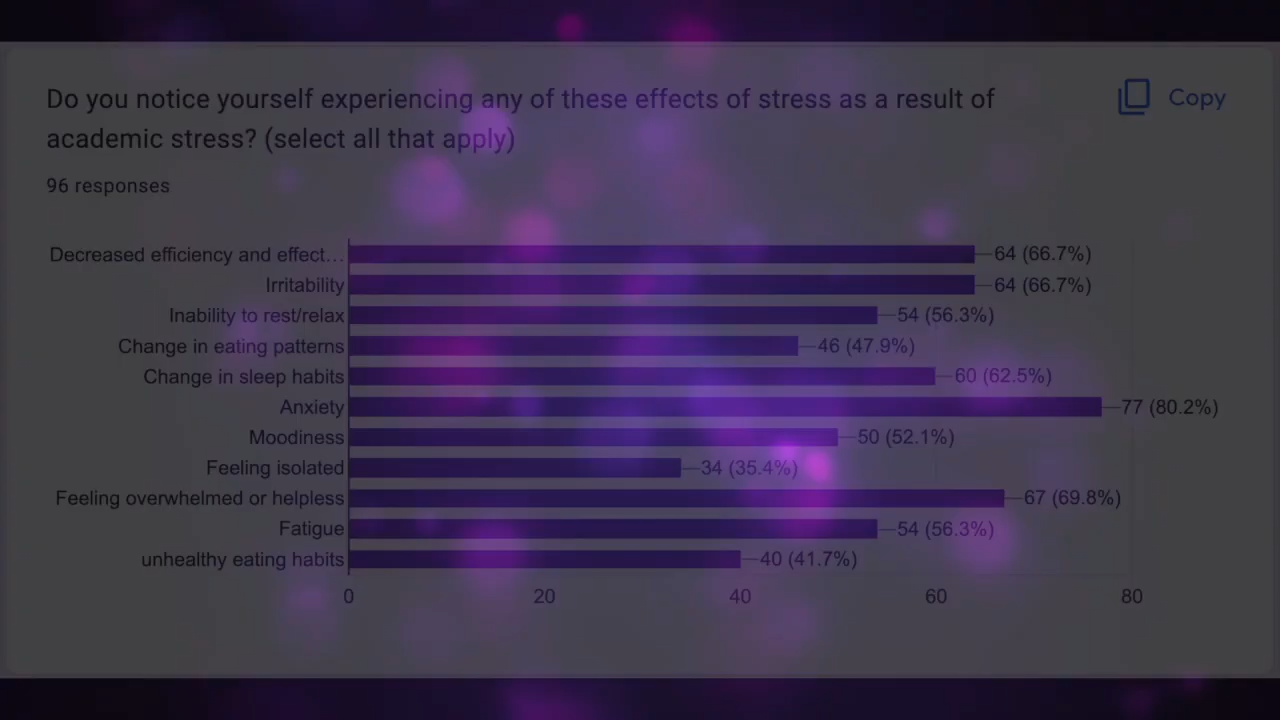 Do you notice yourself experiencing any of these effects of stress as a result of
academic stress? (select all that apply)
Copy
96 responses
Decreased efficiency and effect… 64 (66.7%)
Irritability 64 (66.7%)
Inability to rest/relax 54 (56.3%)
Change in eating patterns 46 (47.9%)
Change in sleep habits 60 (62.5%)
Anxiety 77 (80.2%)
Moodiness 50 (52.1%)
Feeling isolated 34 (35.4%)
Feeling overwhelmed or helpless 67 (69.8%)
Fatigue 54 (56.3%)
unhealthy eating habits 40 (41.7%)
0 20 40 60 80